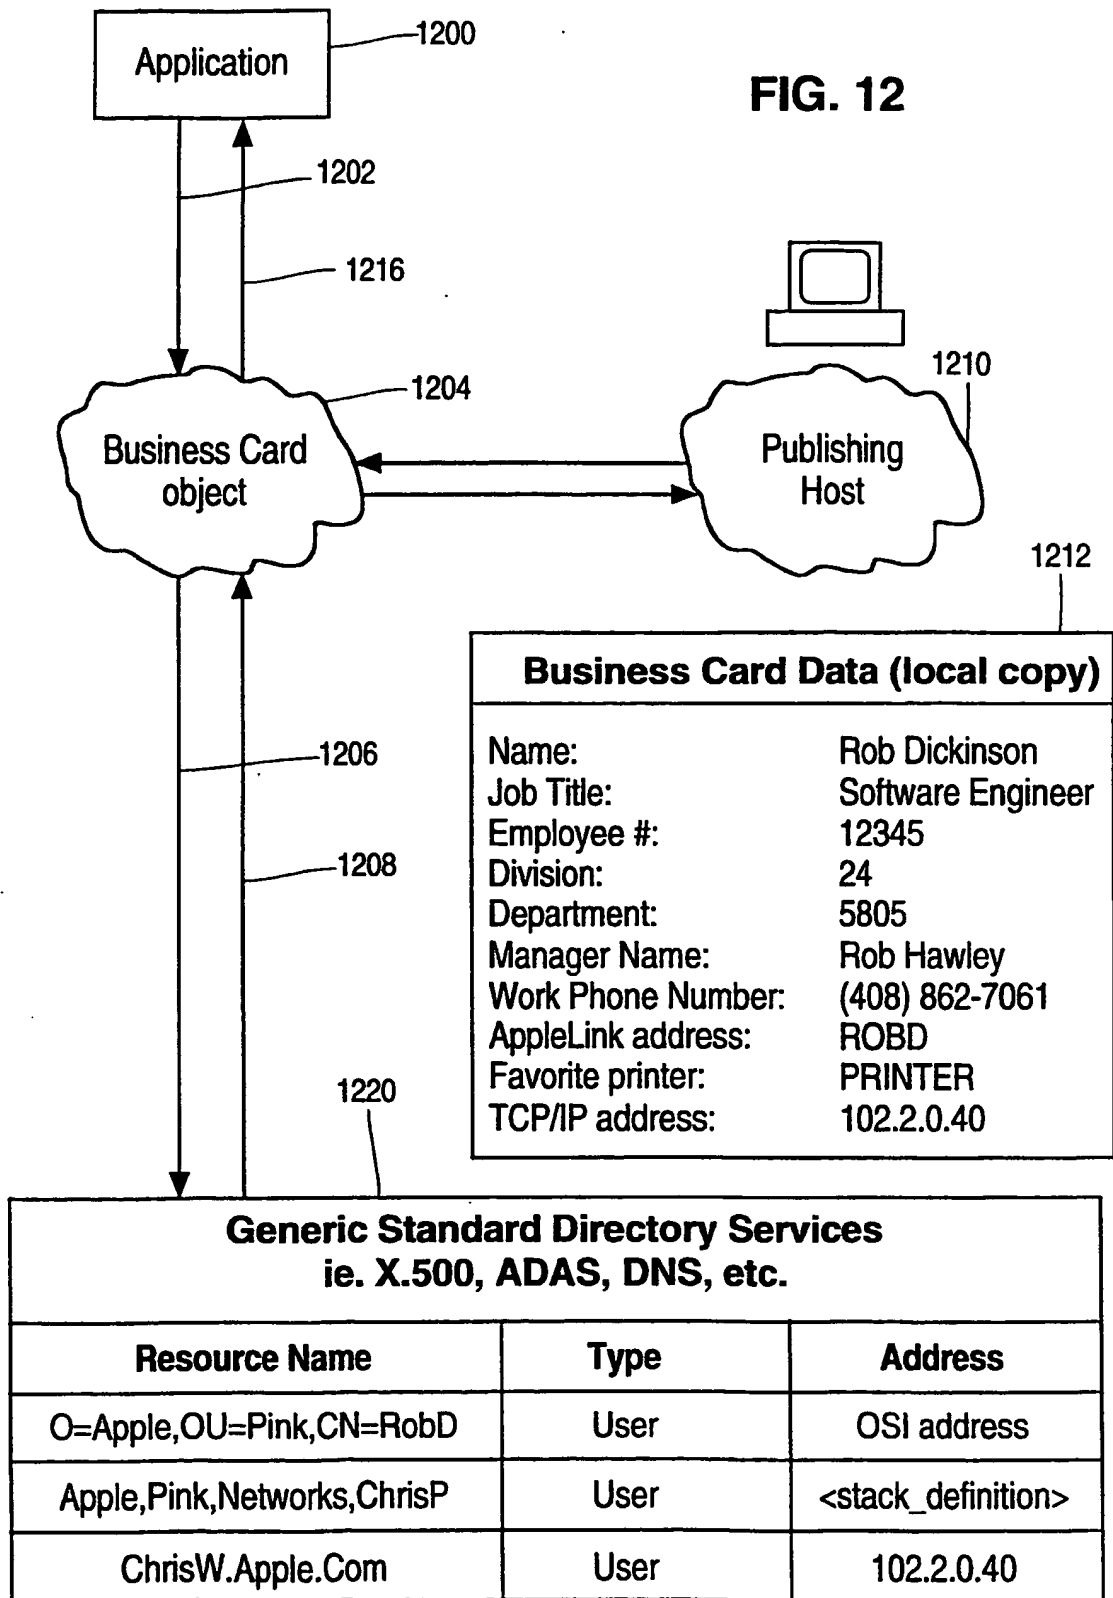 Application
1200
FIG. 12
1202
1216
1204
1210
Business Card
object
Publishing
Host
1212
Business Card Data (local copy)
Name: Rob Dickinson
Job Title: Software Engineer
Employee #: 12345
Division: 24
Department: 5805
Manager Name: Rob Hawley
Work Phone Number: (408) 862-7061
AppleLink address: ROBD
Favorite printer: PRINTER
TCP/IP address: 102.2.0.40
1206
1208
1220
Generic Standard Directory Services
ie. X.500, ADAS, DNS, etc.
Resource Name Type Address
O=Apple,OU=Pink,CN=RobD User OSI address
Apple,Pink,Networks,ChrisP User <stack_definition>
ChrisW.Apple.Com User 102.2.0.40